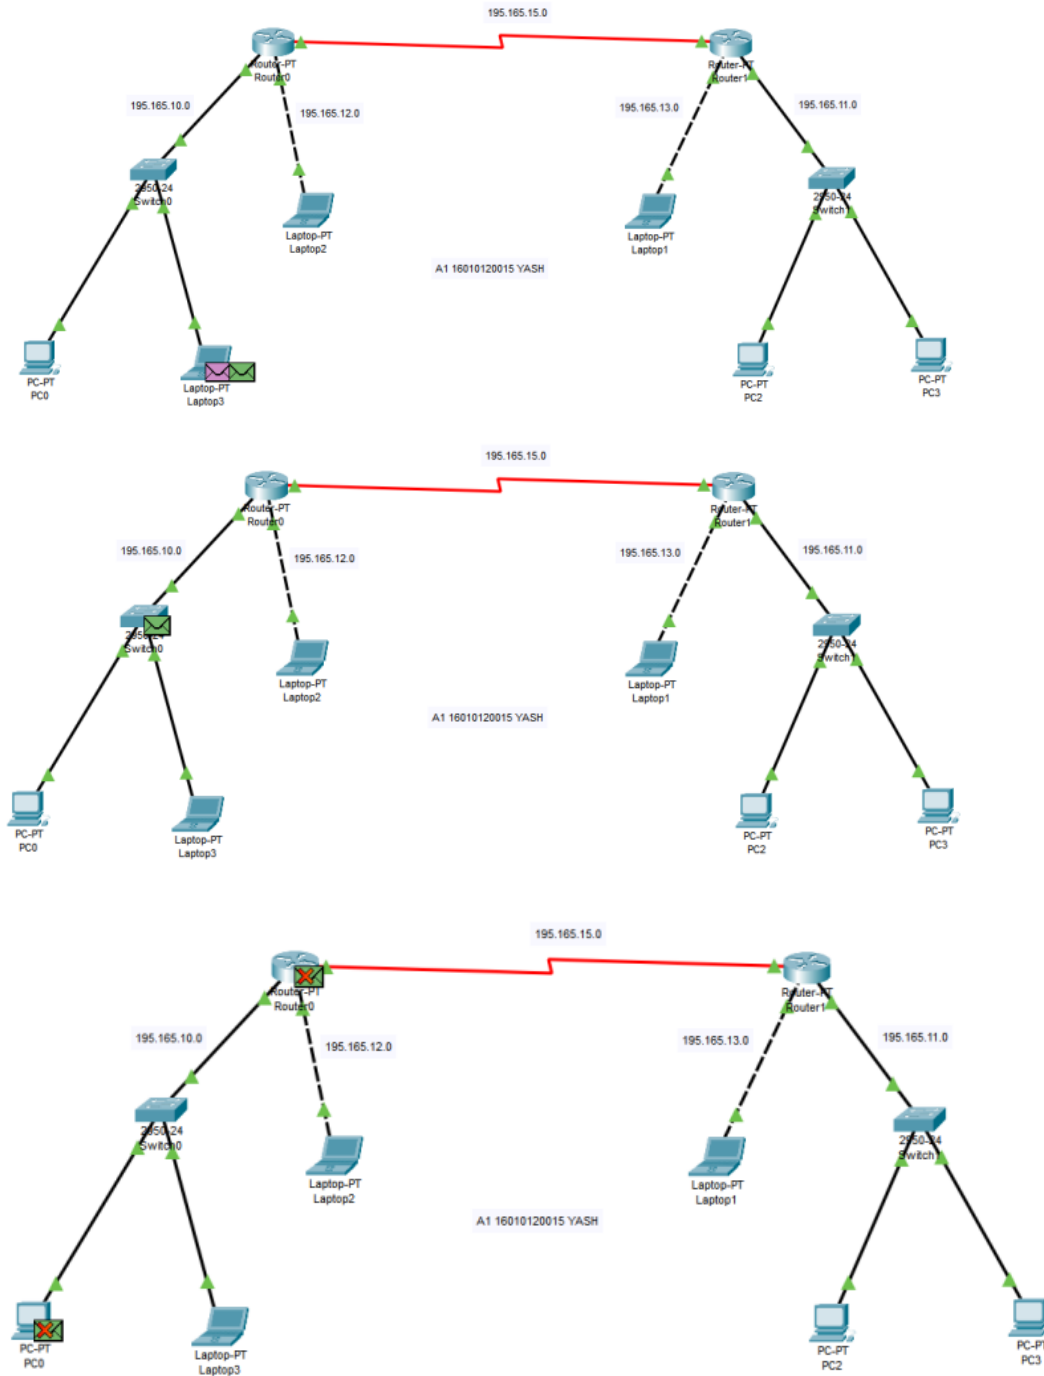 195.165.15.0
Router-PT
Router0
Router-PT
Router1
195.165.10.0
195.165.12.0
195.165.13.0
195.165.11.0
2950-24
Switch0
2950-24
Switch1
Laptop-PT
Laptop2
Laptop-PT
Laptop1
A1 16010120015 YASH
PC-PT
PC0
Laptop-PT
Laptop3
PC-PT
PC2
PC-PT
PC3
195.165.15.0
Router-PT
Router0
Router-PT
Router1
195.165.10.0
195.165.12.0
195.165.13.0
195.165.11.0
2950-24
Switch0
2950-24
Switch1
Laptop-PT
Laptop2
Laptop-PT
Laptop1
A1 16010120015 YASH
PC-PT
PC0
Laptop-PT
Laptop3
PC-PT
PC2
PC-PT
PC3
195.165.15.0
Router-PT
Router0
Router-PT
Router1
195.165.10.0
195.165.12.0
195.165.13.0
195.165.11.0
2950-24
Switch0
2950-24
Switch1
Laptop-PT
Laptop2
Laptop-PT
Laptop1
A1 16010120015 YASH
PC-PT
PC0
Laptop-PT
Laptop3
PC-PT
PC2
PC-PT
PC3